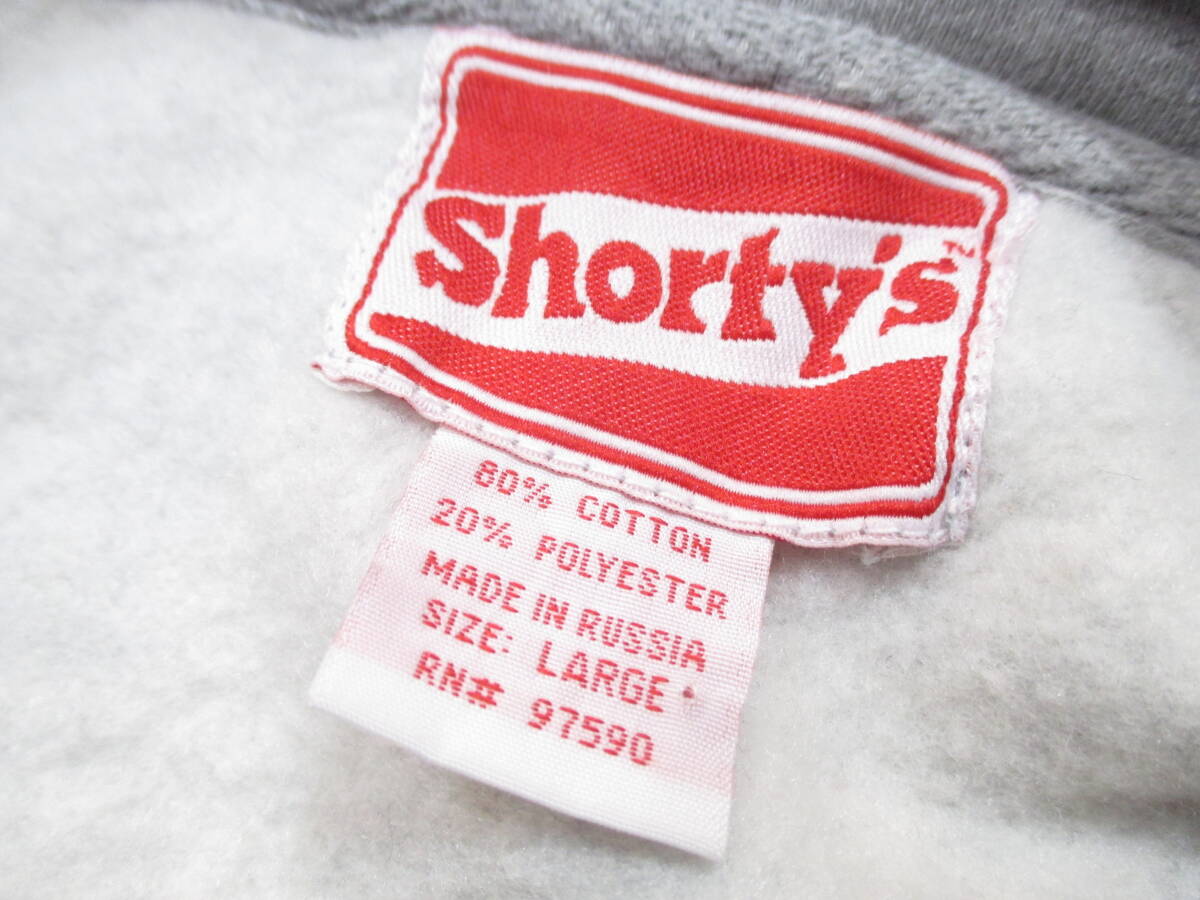 Shorty's™
80% COTTON
20% POLYESTER
MADE IN RUSSIA
SIZE: LARGE
RN# 97590